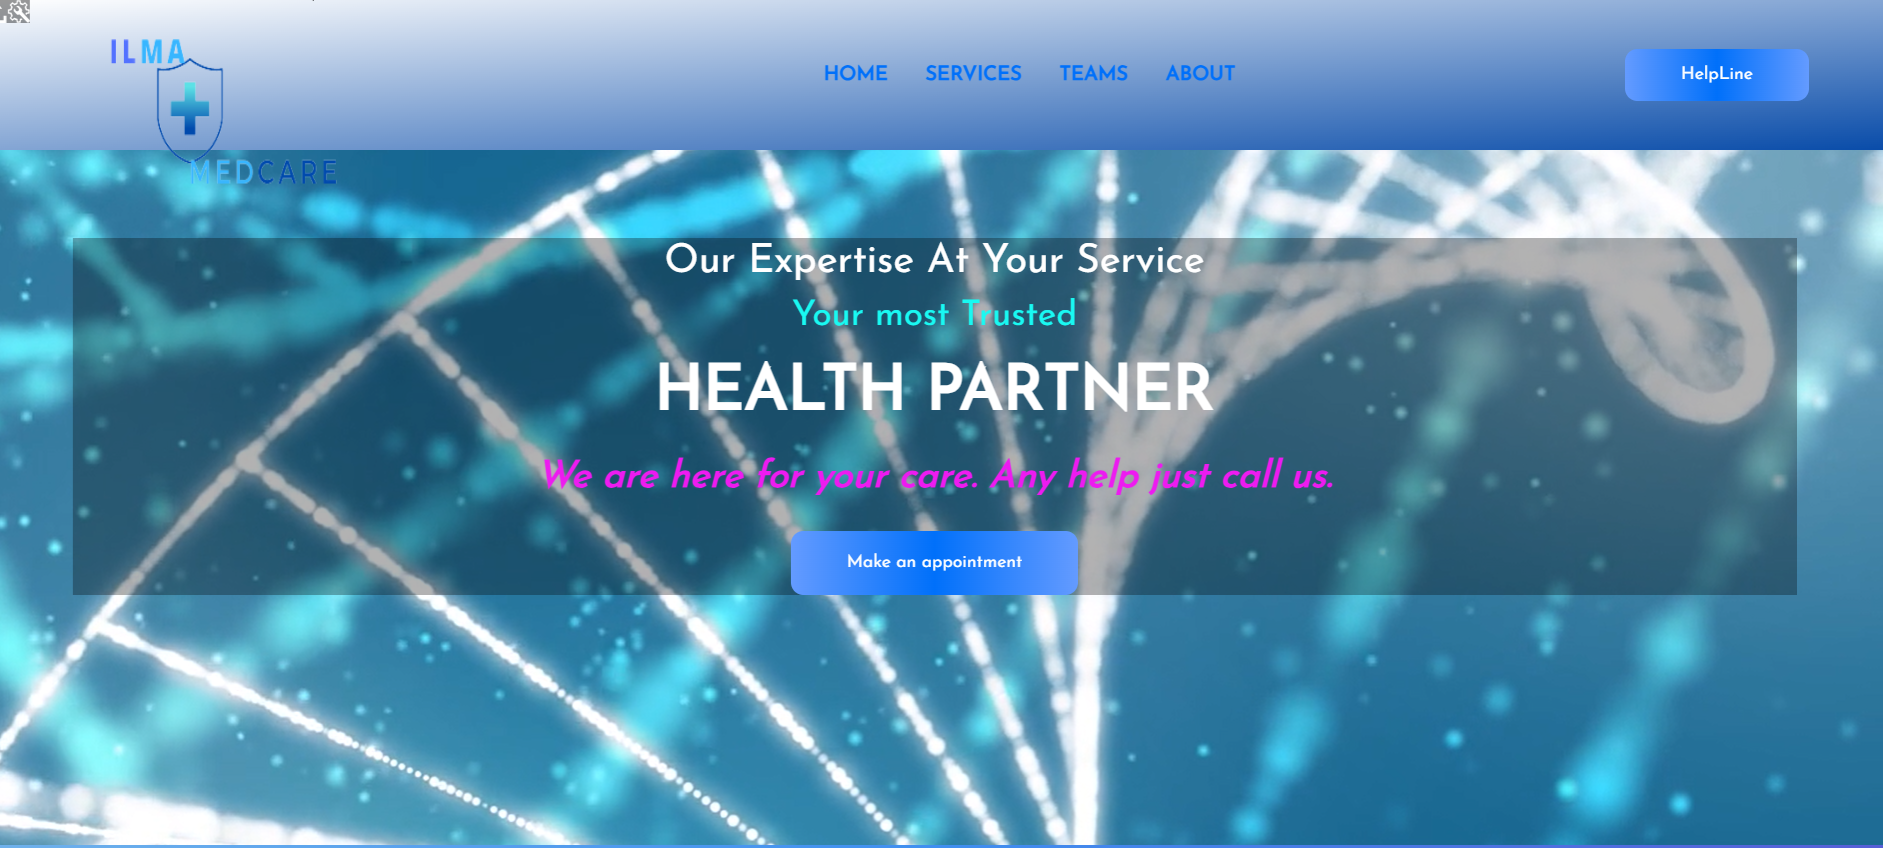 ILMA
MEDCARE
HOME SERVICES TEAMS ABOUT
HelpLine
Our Expertise At Your Service
Your most Trusted
HEALTH PARTNER
We are here for your care. Any help just call us.
Make an appointment